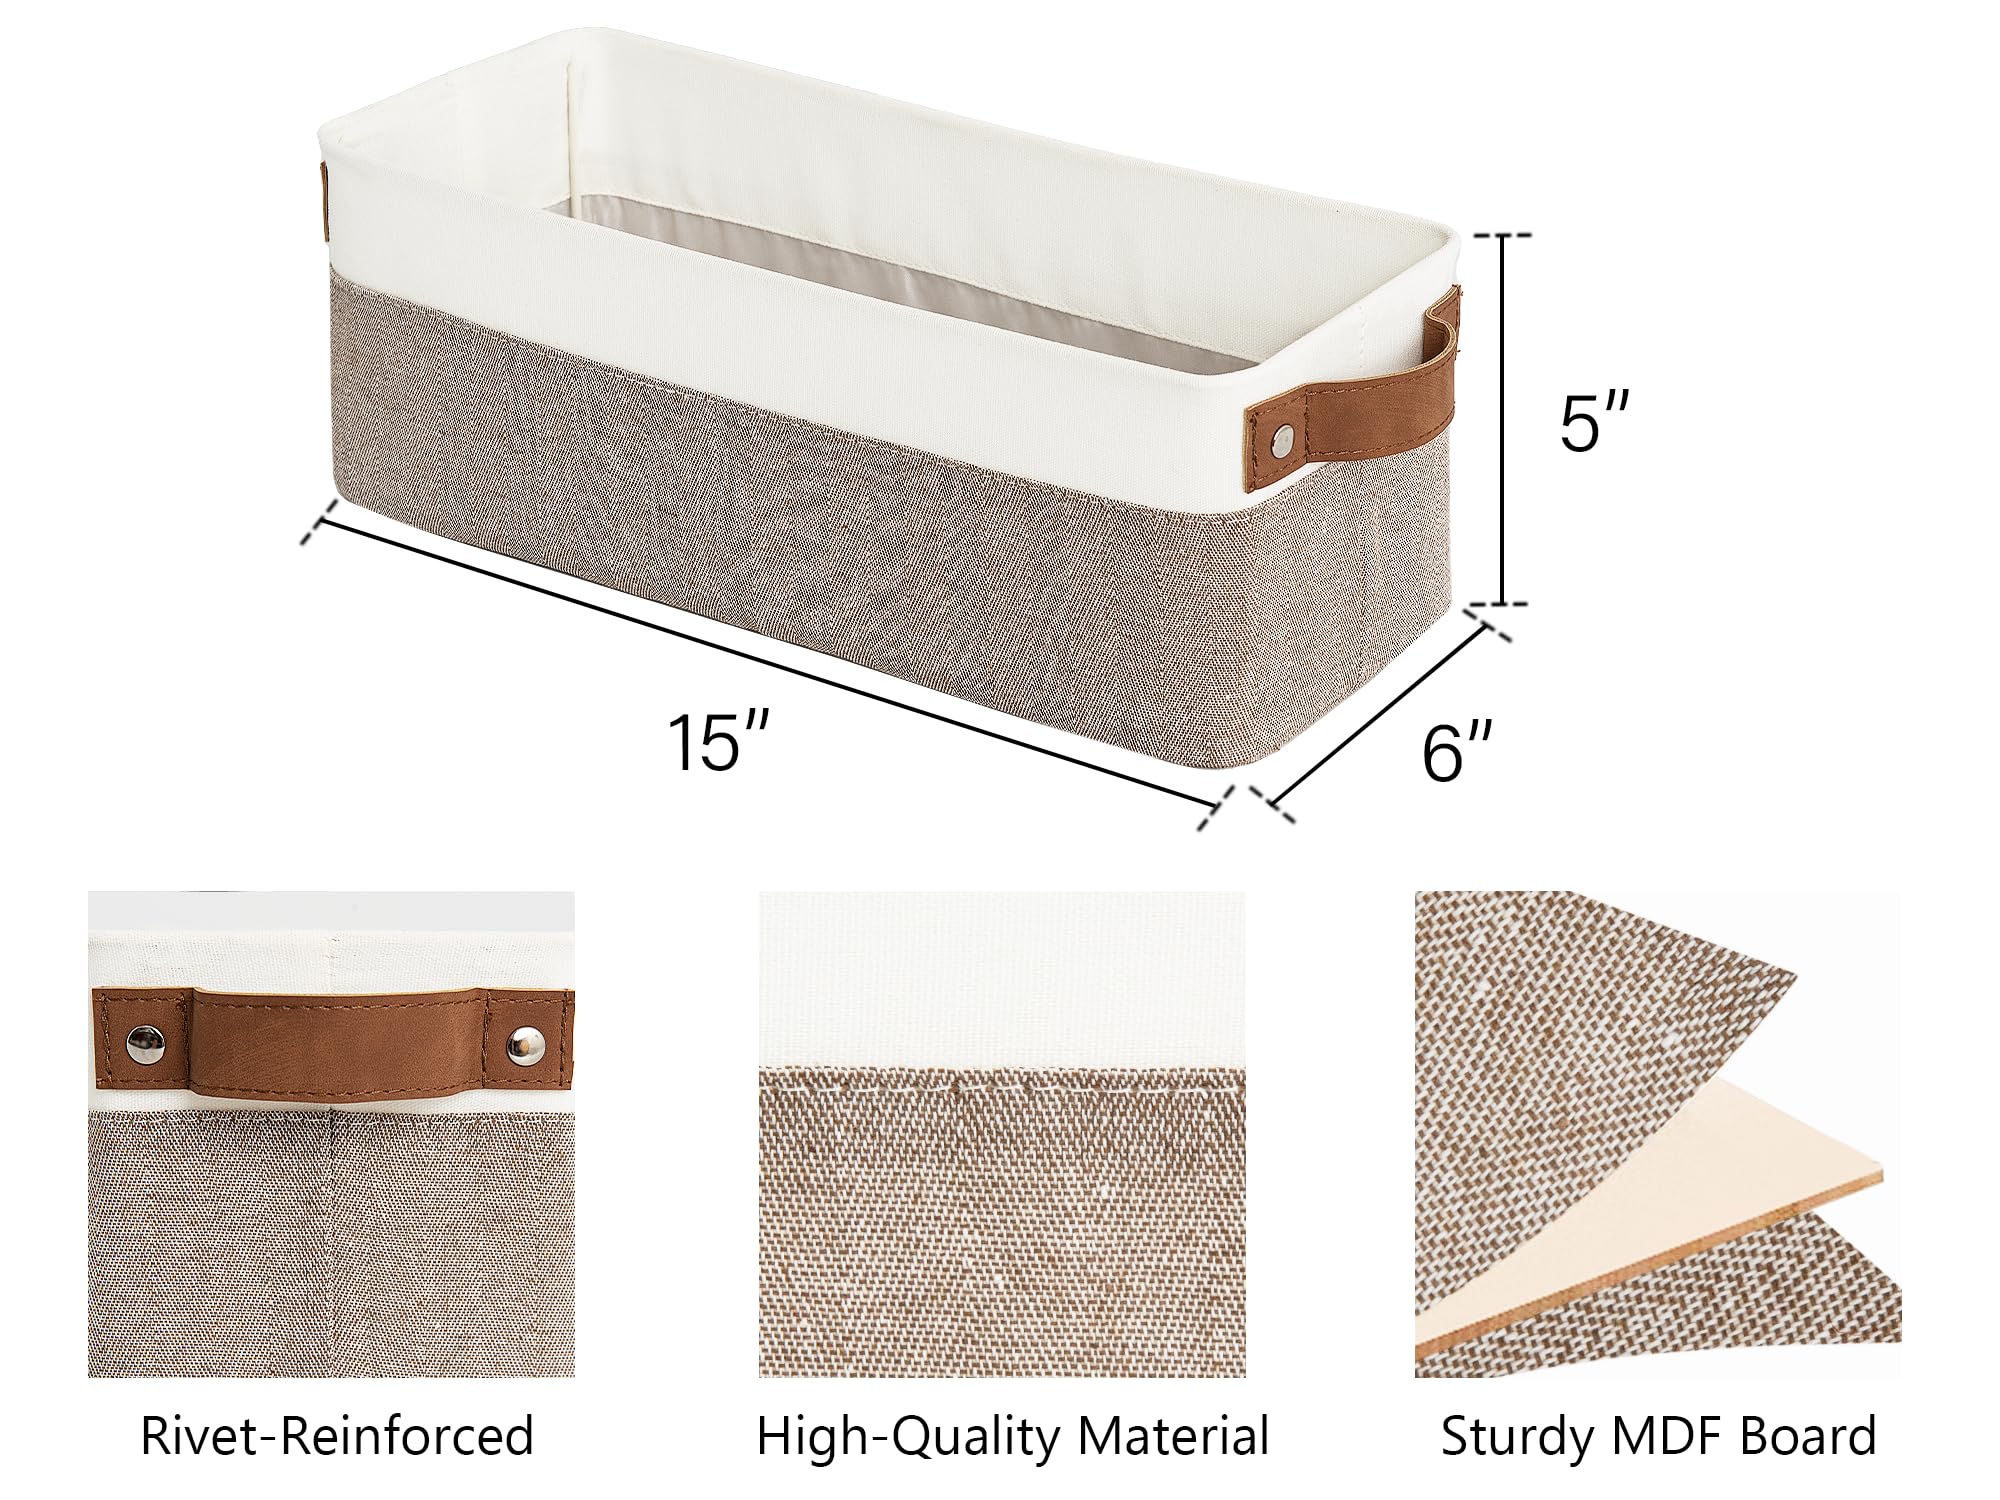 5"
15"
6"
Rivet-Reinforced
High-Quality Material
Sturdy MDF Board